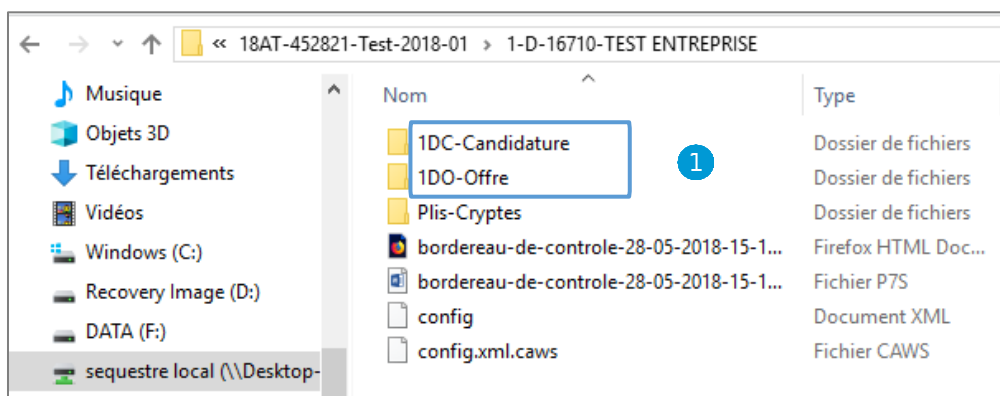 « 18AT-452821-Test-2018-01 > 1-D-16710-TEST ENTREPRISE
Musique
Objets 3D
Téléchargements
Vidéos
Windows (C:)
Recovery Image (D:)
DATA (F:)
sequestre local (\\Desktop-
Nom Type
1DC-Candidature Dossier de fichiers
1DO-Offre Dossier de fichiers
1
Plis-Cryptes Dossier de fichiers
bordereau-de-controle-28-05-2018-15-1... Firefox HTML Doc...
bordereau-de-controle-28-05-2018-15-1... Fichier P7S
config Document XML
config.xml.caws Fichier CAWS